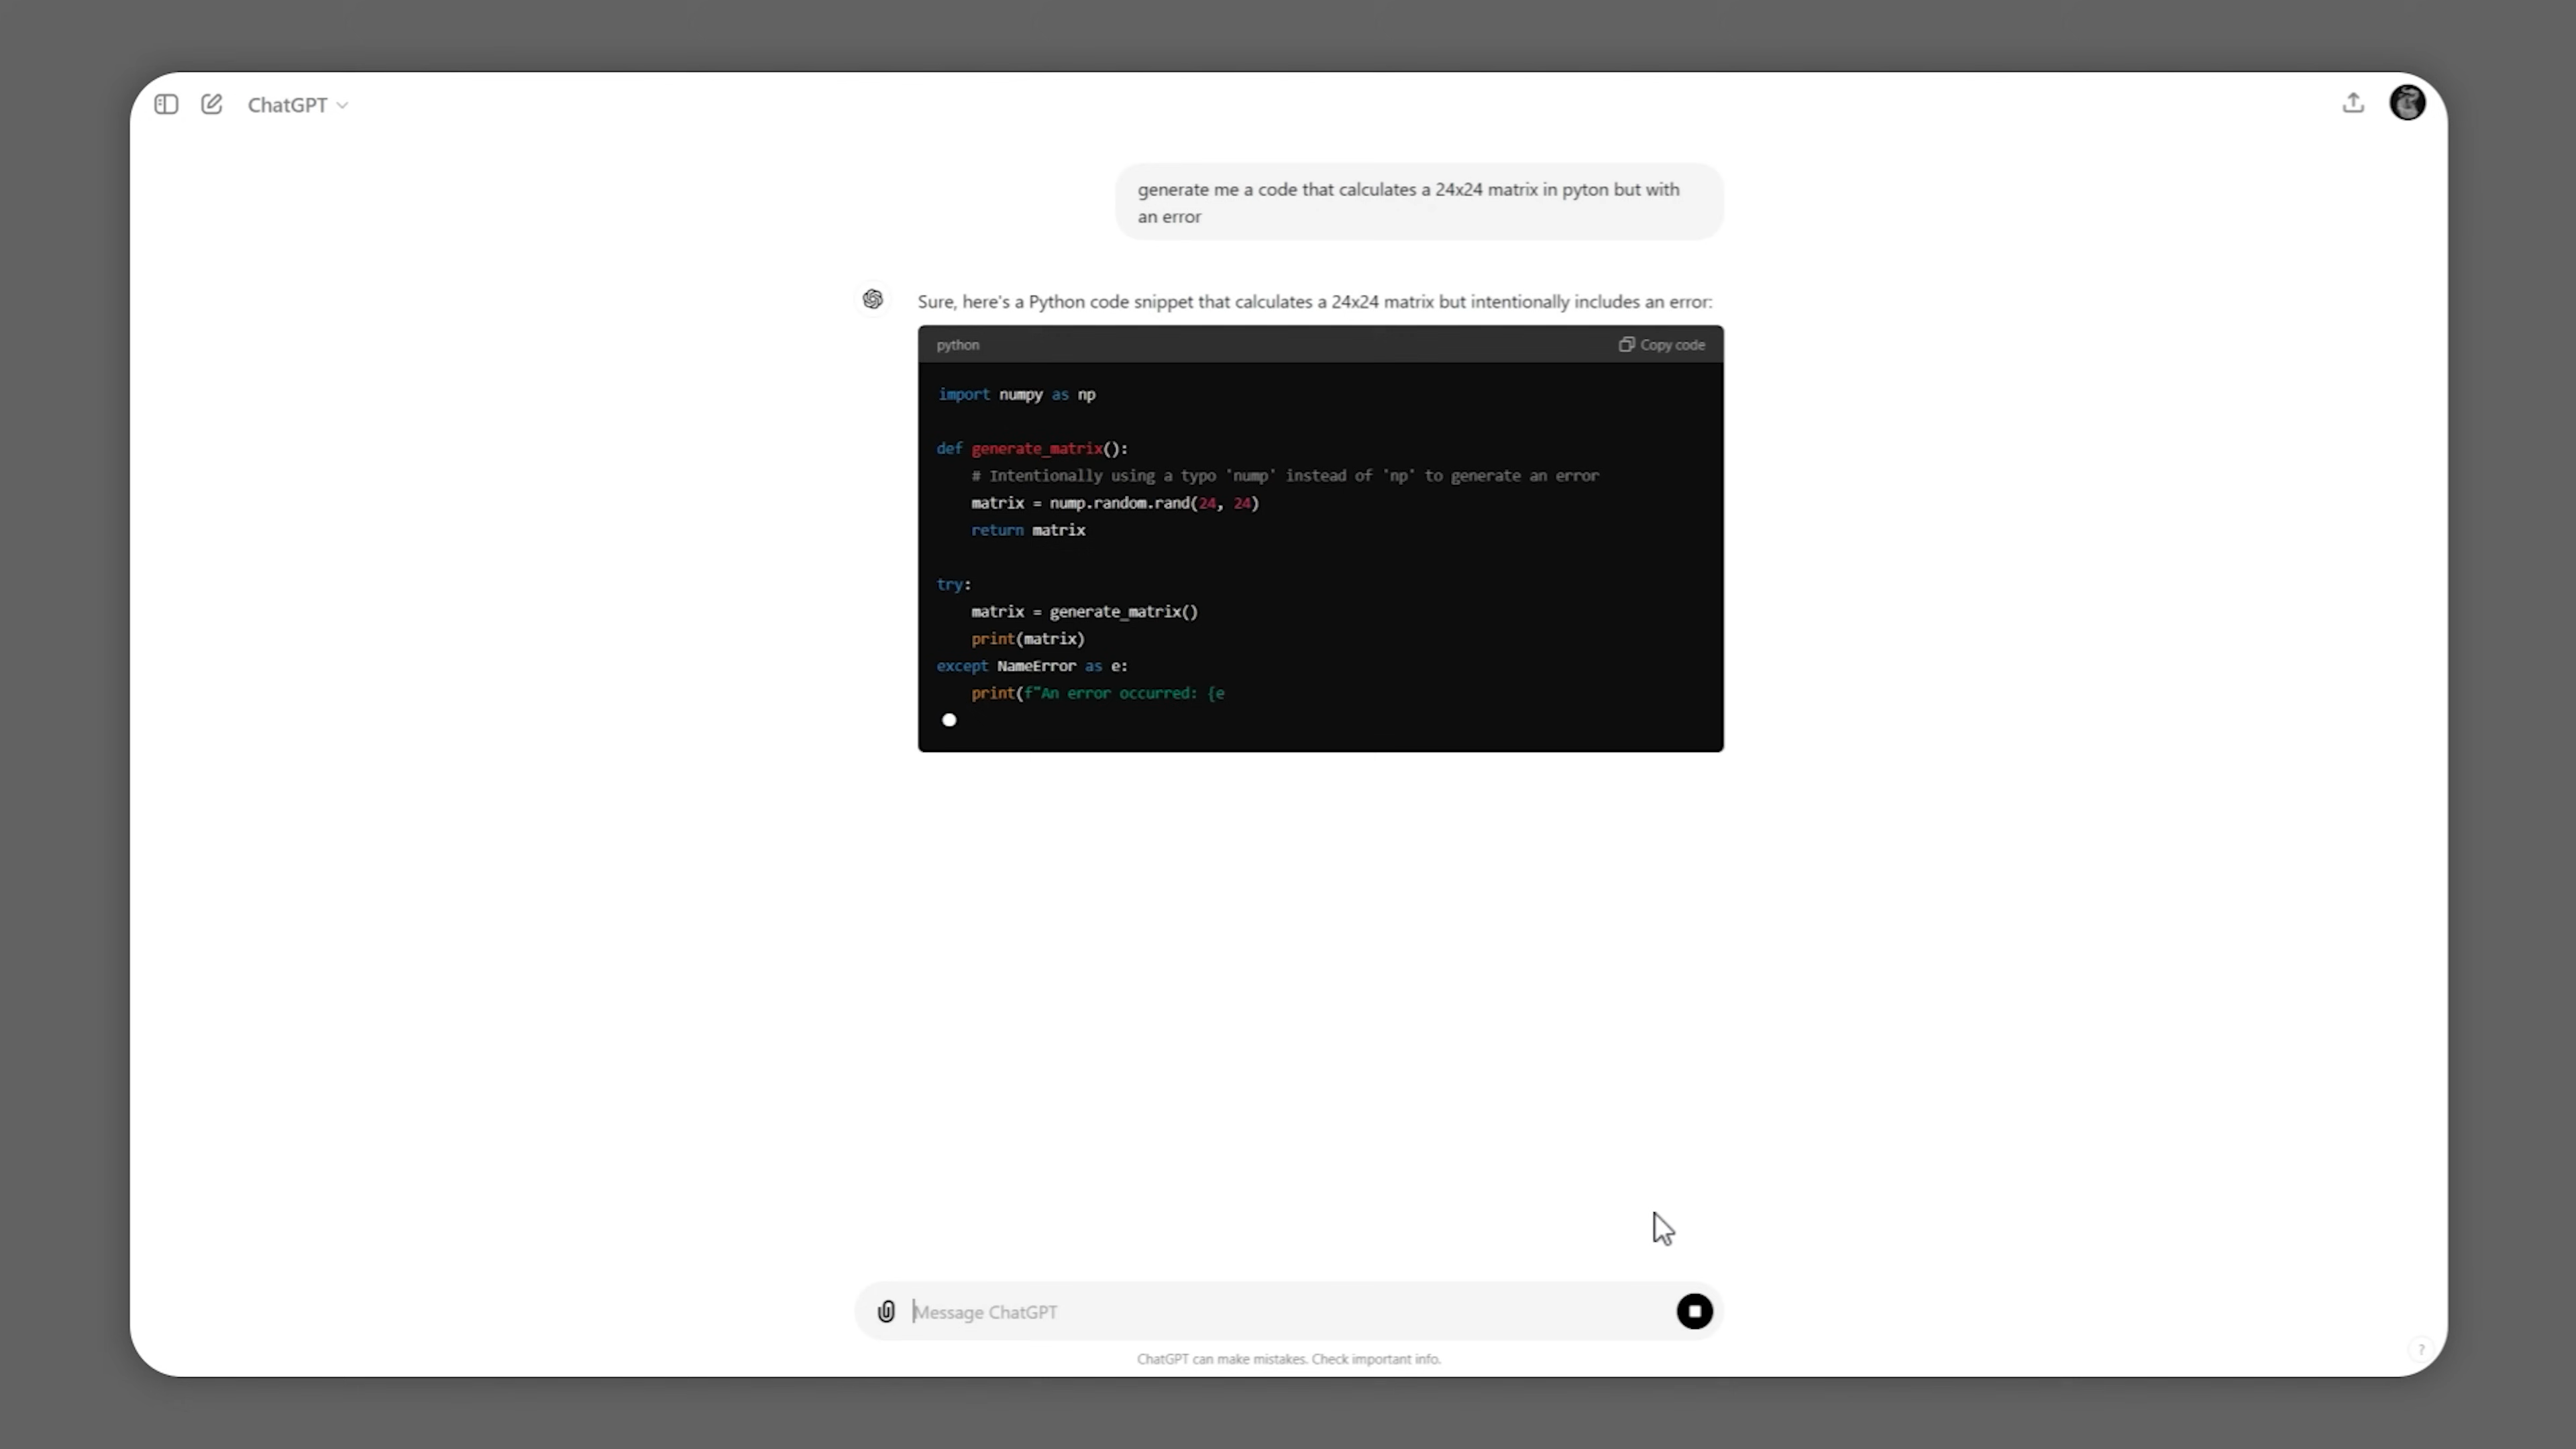 ChatGPT
generate me a code that calculates a 24x24 matrix in pyton but with
an error
Sure, here's a Python code snippet that calculates a 24x24 matrix but intentionally includes an error:
python
Copy code
import numpy as np
def generate_matrix():
# Intentionally using a typo 'nump' instead of 'np' to generate an error
matrix = nump.random.rand(24, 24)
return matrix
try:
matrix = generate_matrix()
print(matrix)
except NameError as e:
print(f"An error occurred: {e
Message ChatGPT
ChatGPT can make mistakes. Check important info.
?